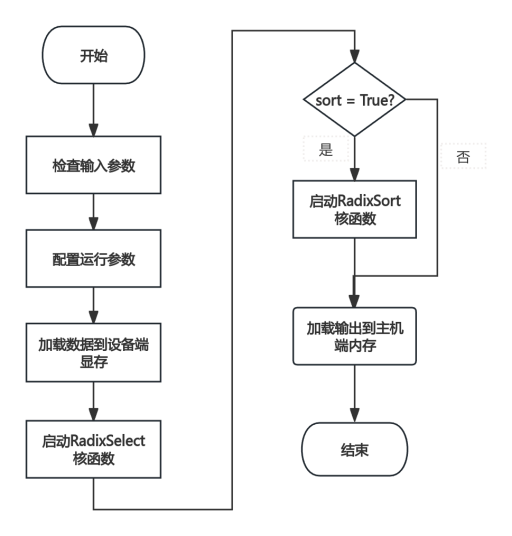 开始
检查输入参数
配置运行参数
加载数据到设备端
显存
启动RadixSelect
核函数
sort = True?
是
否
启动RadixSort
核函数
加载输出到主机
端内存
结束